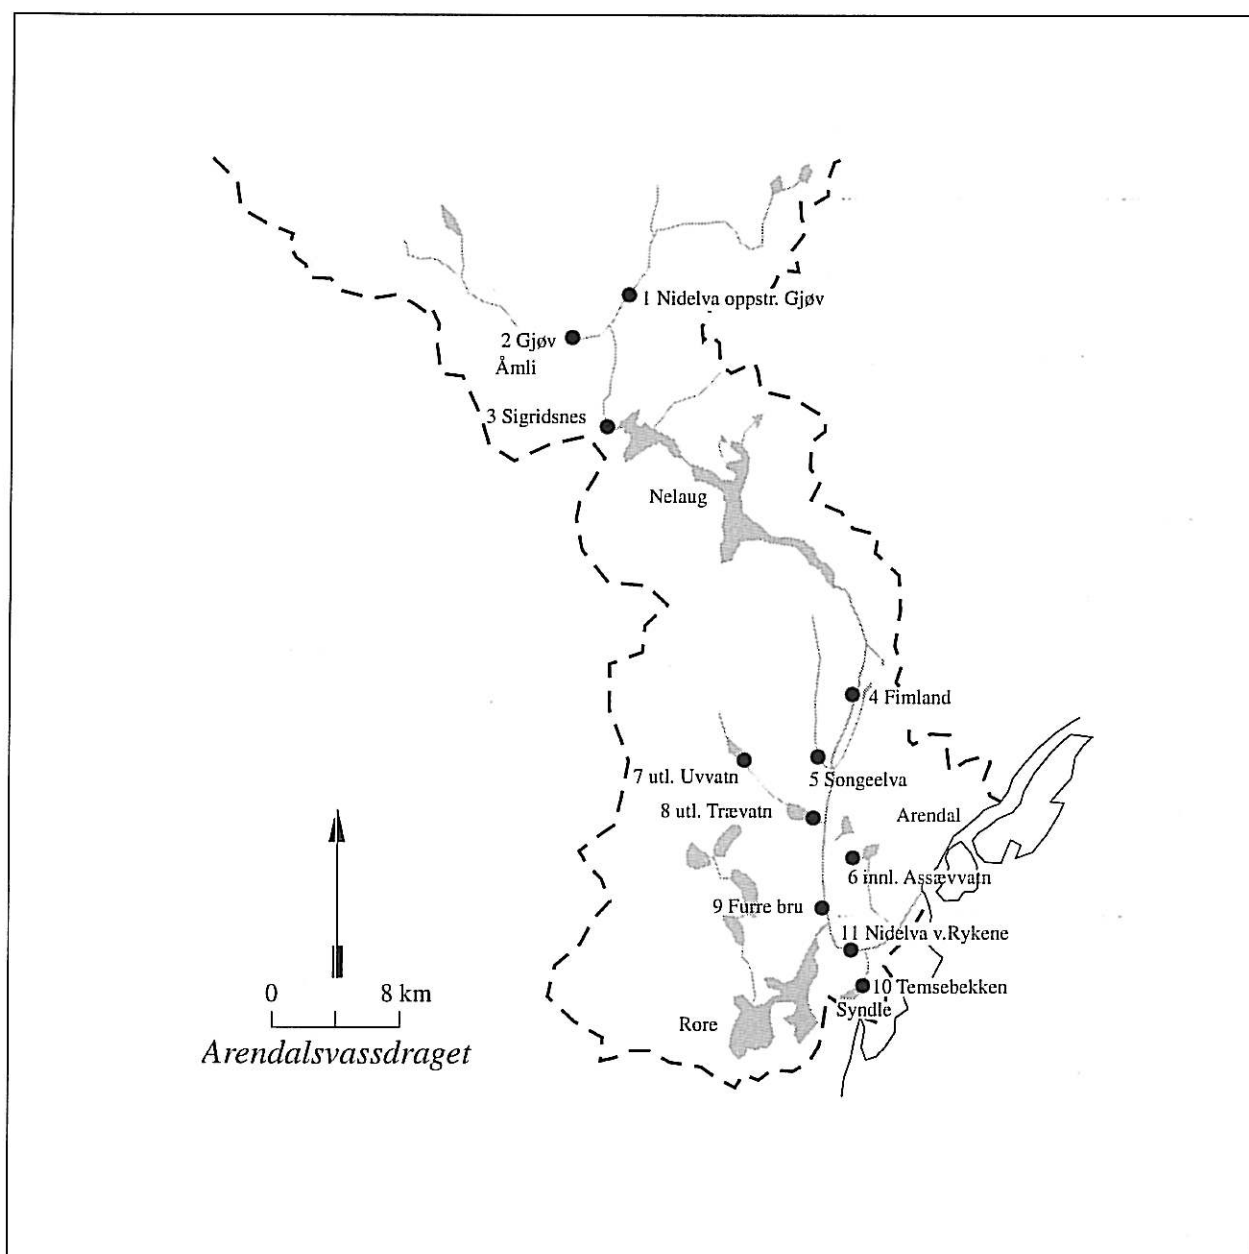 1 Nidelva oppstr. Gjøv
2 Gjøv
Åmli
3 Sigridsnes
Nelaug
4 Fimland
7 utl. Uvvatn
5 Songeelva
8 utl. Trævatn
Arendal
6 innl. Assævvatn
9 Furre bru
11 Nidelva v.Rykene
10 Temsebekken
0 8 km
Syndle
Rore
Arendalsvassdraget